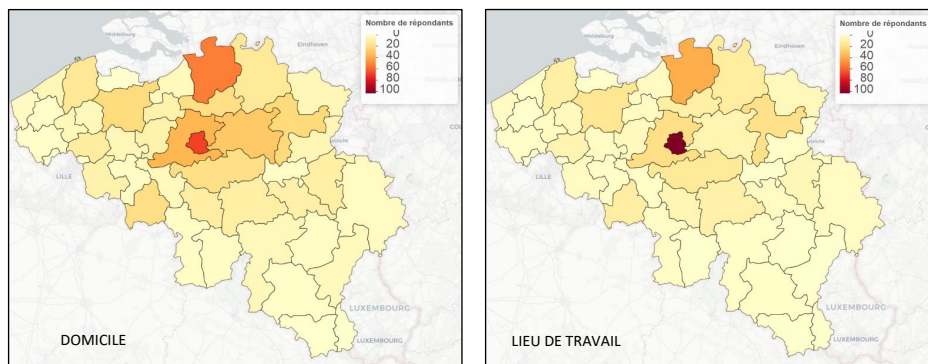 Nombre de répondants
0
20
40
60
80
100
Middelburg
Eindhoven
LILLE
LUXEMBOURG
LUXEMBOURG
DOMICILE
Nombre de répondants
0
20
40
60
80
100
Middelburg
Eindhoven
LILLE
LUXEMBOURG
LUXEMBOURG
LIEU DE TRAVAIL